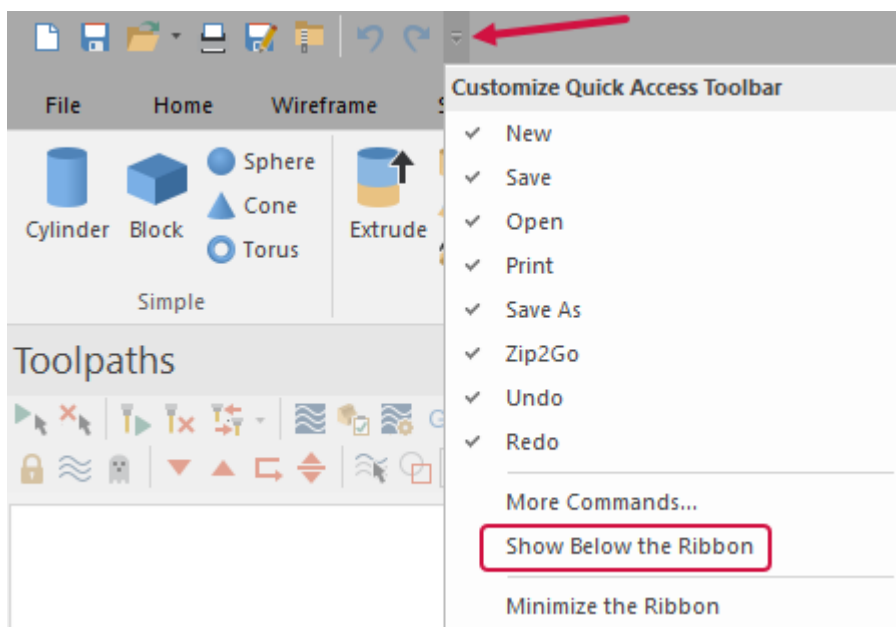 File Home Wireframe
Customize Quick Access Toolbar
New
Save
Open
Print
Save As
Zip2Go
Undo
Redo
More Commands...
Show Below the Ribbon
Minimize the Ribbon
Cylinder Block Sphere
Cone
Torus
Extrude
Simple
Toolpaths